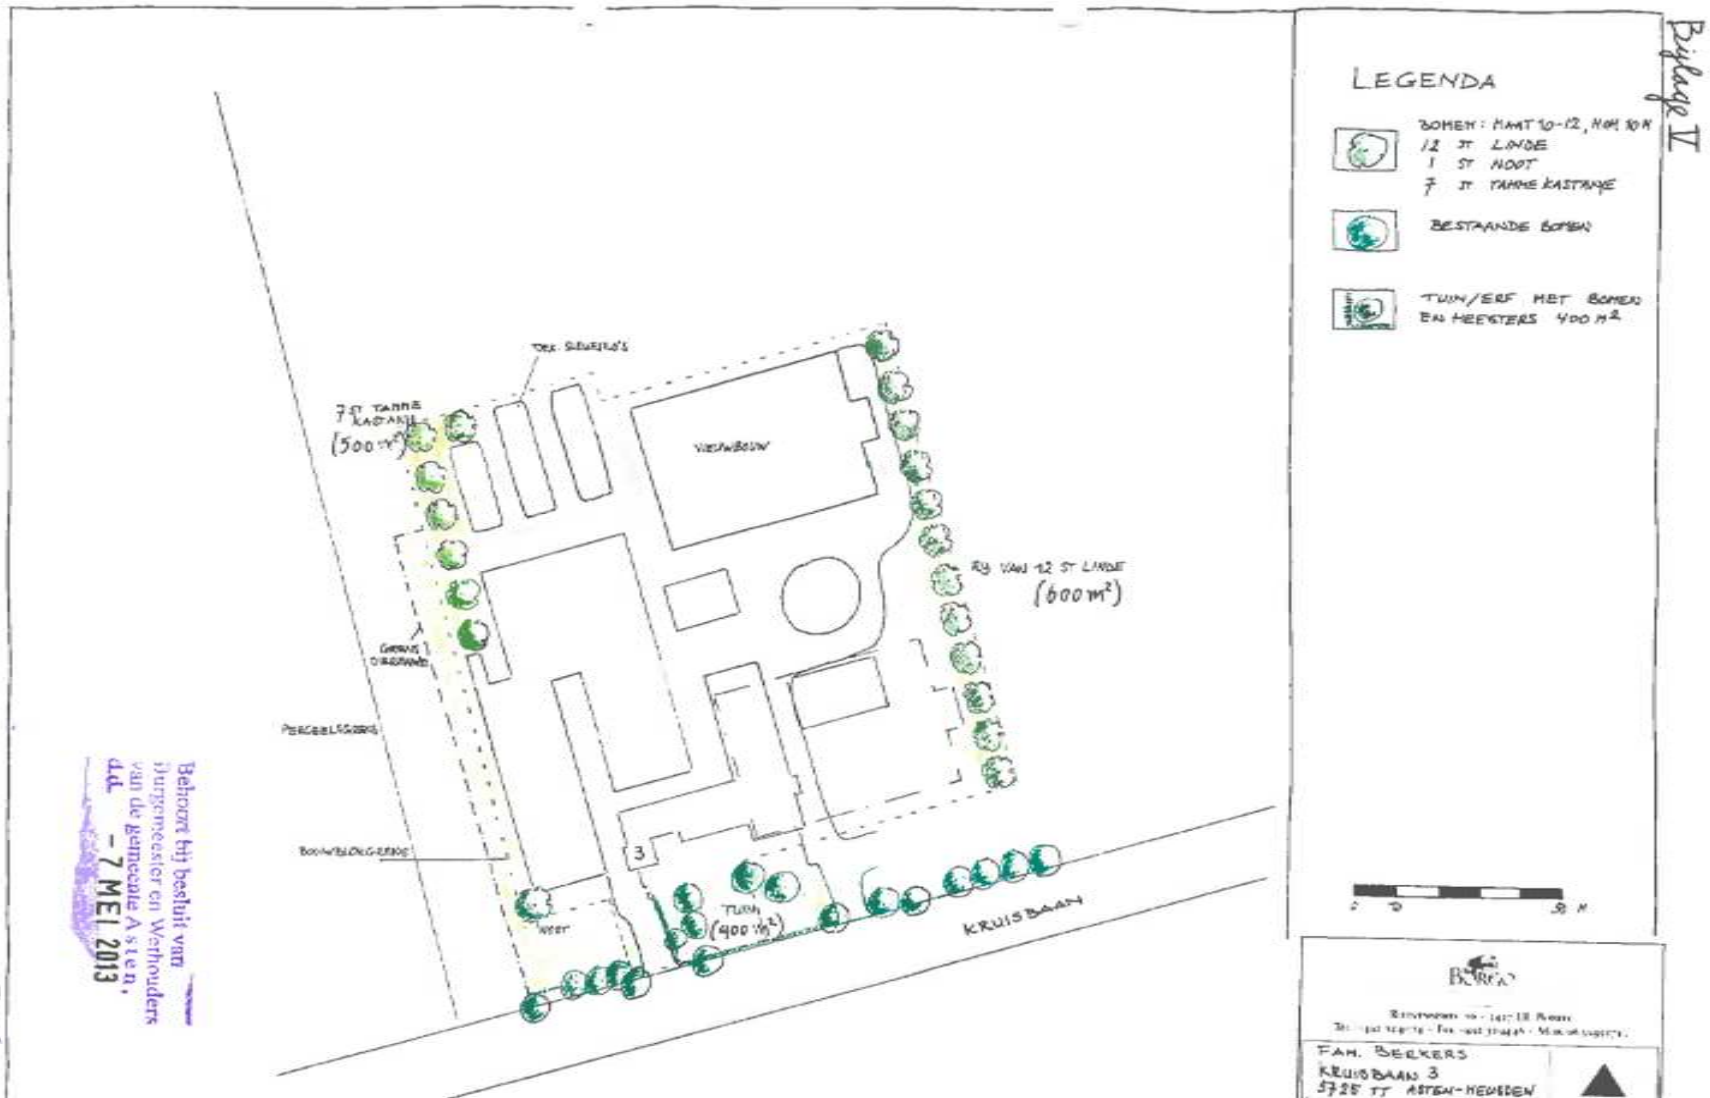 Bijlage V
LEGENDA
BOMEN: MAAT 10-12, HOH 10M
12 ST LINDE
1 ST NOOT
7 ST TAMME KASTANJE
BESTAANDE BOMEN
TUIN/ERF MET BOMEN
EN HEESTERS 400 M²
7 ST TAMME
KASTANJE
(500 m²)
NIEUWBOUW
RIJ VAN 12 ST LINDE
(600 m²)
PERCEELSGRENS
BOUWBLOKGRENS
3
NOOT
TUIN
(400 m²)
KRUISBAAN
Behoort bij besluit van
Burgemeester en Wethouders
van de gemeente Asten,
d.d. - 7 MEI 2013
0 10 50 M
FAM. BERKERS
KRUISBAAN 3
5725 TT ASTEN-HEUSDEN